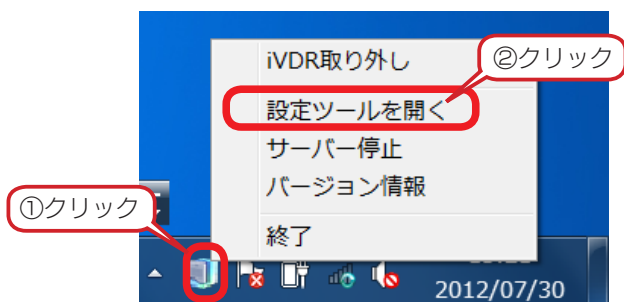 iVDR取り外し
②クリック
設定ツールを開く
サーバー停止
バージョン情報
①クリック
終了
2012/07/30